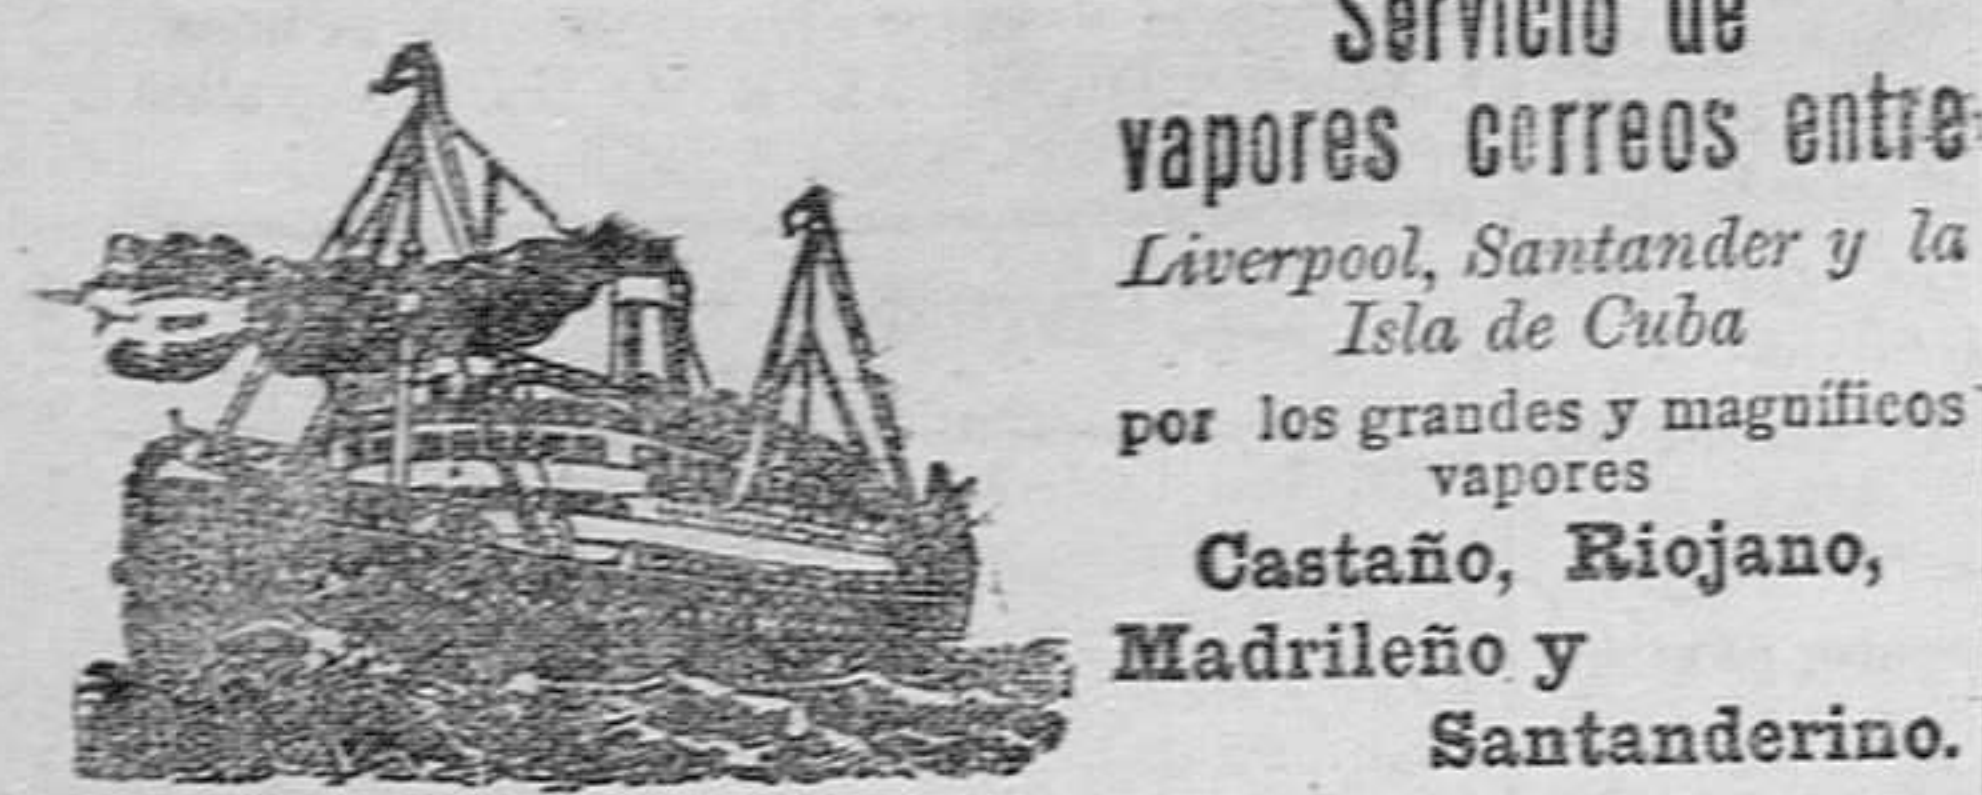 Servicio de
vapores correos entre
Liverpool, Santander y la
Isla de Cuba
por los grandes y magníficos
vapores
Castaño, Riojano,
Madrileño y
Santanderino.